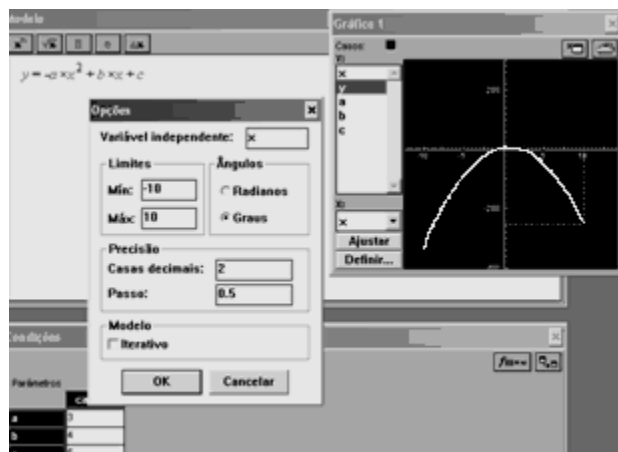 Modelo
y = -a×x² + b×x + c
Opções
Variável independente: x
Limites
Mín: -10
Máx: 10
Ângulos
Radianos
Graus
Precisão
Casas decimais: 2
Passo: 0.5
Modelo
Iterativo
OK
Cancelar
Gráfico 1
Casos:
Y:
x
y
a
b
c
X:
x
Ajustar
Definir...
200
-10
-5
5
10
-200
-400
Condições
Parâmetros
a 3
b 4